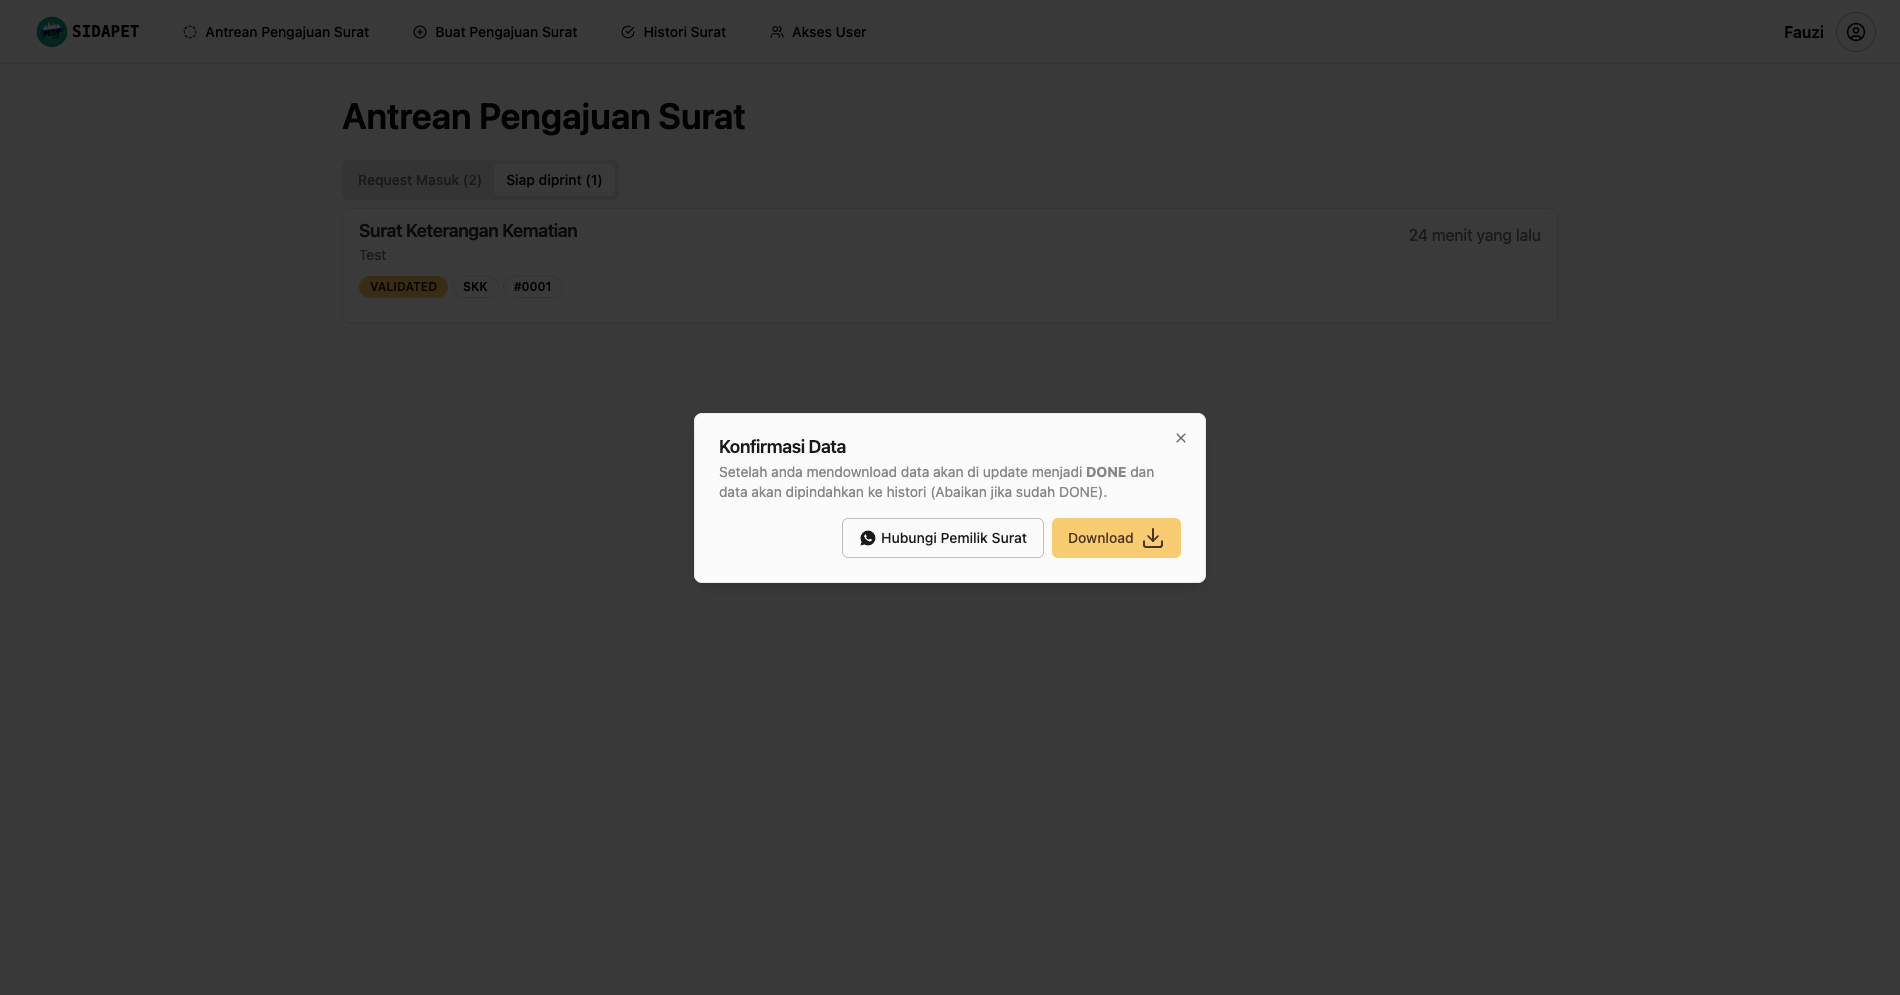 SIDAPET
Antrean Pengajuan Surat
Buat Pengajuan Surat
Histori Surat
Akses User
Fauzi
Antrean Pengajuan Surat
Request Masuk (2)
Siap diprint (1)
Surat Keterangan Kematian
24 menit yang lalu
Test
VALIDATED
SKK
#0001
Konfirmasi Data
Setelah anda mendownload data akan di update menjadi DONE dan
data akan dipindahkan ke histori (Abaikan jika sudah DONE).
Hubungi Pemilik Surat
Download